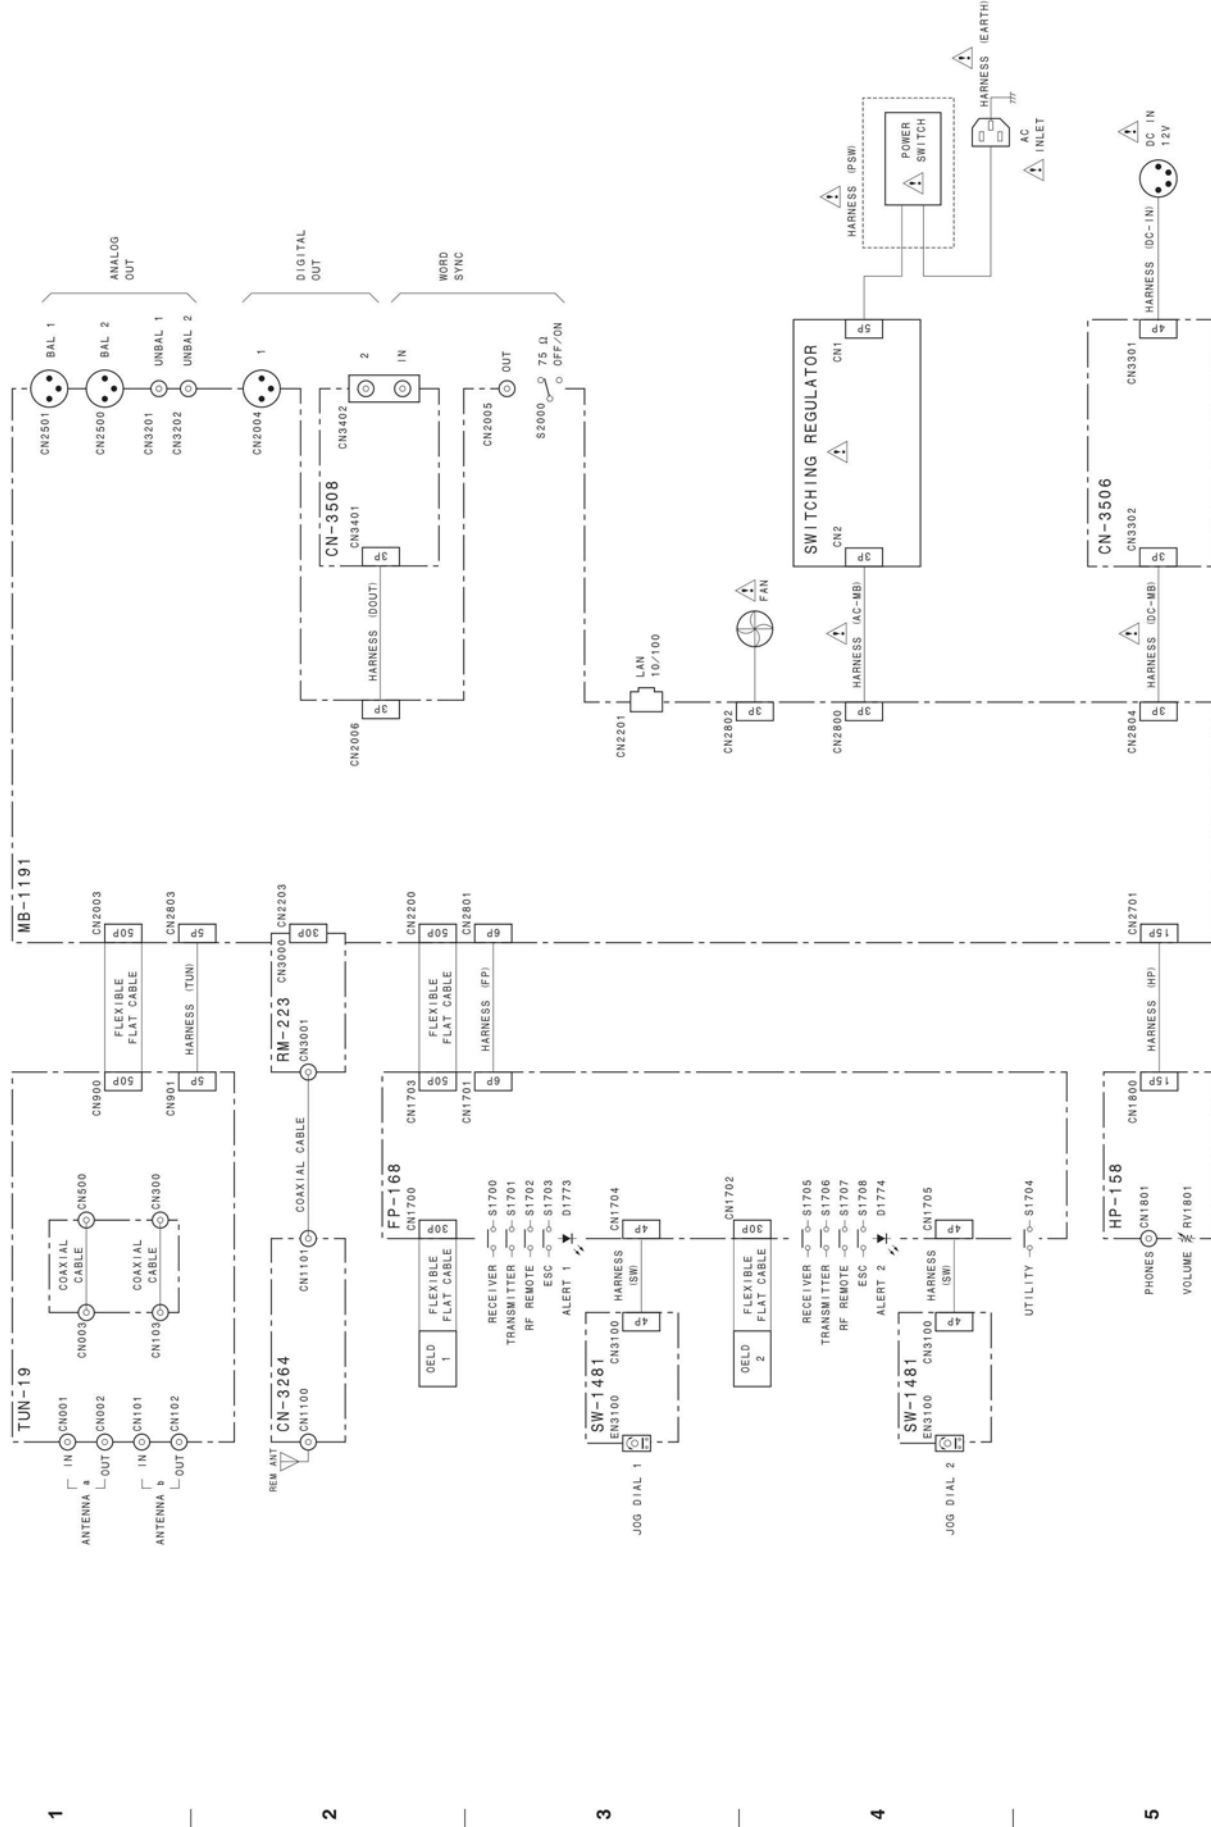 MB-1191
CN2501
BAL 1
CN2500
BAL 2
CN3201
UNBAL 1
CN3202
UNBAL 2
ANALOG
OUT
CN2004
1
DIGITAL
OUT
CN-3508
CN3401
3P
CN3402
2
IN
WORD
SYNC
HARNESS (DOUT)
CN2006
3P
CN2005
OUT
S2000
75 Ω
OFF/ON
CN2201
LAN
10/100
CN2802
3P
FAN
CN2800
3P
HARNESS (AC-MB)
SWITCHING REGULATOR
CN2
3P
CN1
5P
HARNESS (PSW)
POWER
SWITCH
HARNESS (EARTH)
AC
INLET
CN2804
3P
HARNESS (DC-MB)
CN-3506
CN3302
3P
CN3301
4P
HARNESS (DC-IN)
DC IN
12V
TUN-19
ANTENNA a
IN
CN001
OUT
CN002
ANTENNA b
IN
CN101
OUT
CN102
CN003
COAXIAL
CABLE
CN500
CN103
COAXIAL
CABLE
CN300
CN900
50P
FLEXIBLE
FLAT CABLE
CN2003
50P
CN901
5P
HARNESS (TUN)
CN2803
5P
CN-3264
REM ANT
CN1100
CN1101
COAXIAL CABLE
RM-223
CN3001
CN3000
CN2203
30P
FP-168
OELD
1
FLEXIBLE
FLAT CABLE
CN1700
30P
CN1703
50P
FLEXIBLE
FLAT CABLE
CN2200
50P
CN1701
6P
HARNESS (FP)
CN2801
6P
RECEIVER
S1700
TRANSMITTER
S1701
RF REMOTE
S1702
ESC
S1703
ALERT 1
D1773
JOG DIAL 1
SW-1481
EN3100
CN3100
4P
HARNESS
(SW)
CN1704
4P
OELD
2
FLEXIBLE
FLAT CABLE
CN1702
30P
RECEIVER
S1705
TRANSMITTER
S1706
RF REMOTE
S1707
ESC
S1708
ALERT 2
D1774
JOG DIAL 2
SW-1481
EN3100
CN3100
4P
HARNESS
(SW)
CN1705
4P
UTILITY
S1704
HP-158
PHONES
CN1801
VOLUME
RV1801
CN1800
15P
HARNESS (HP)
CN2701
15P
1
2
3
4
5